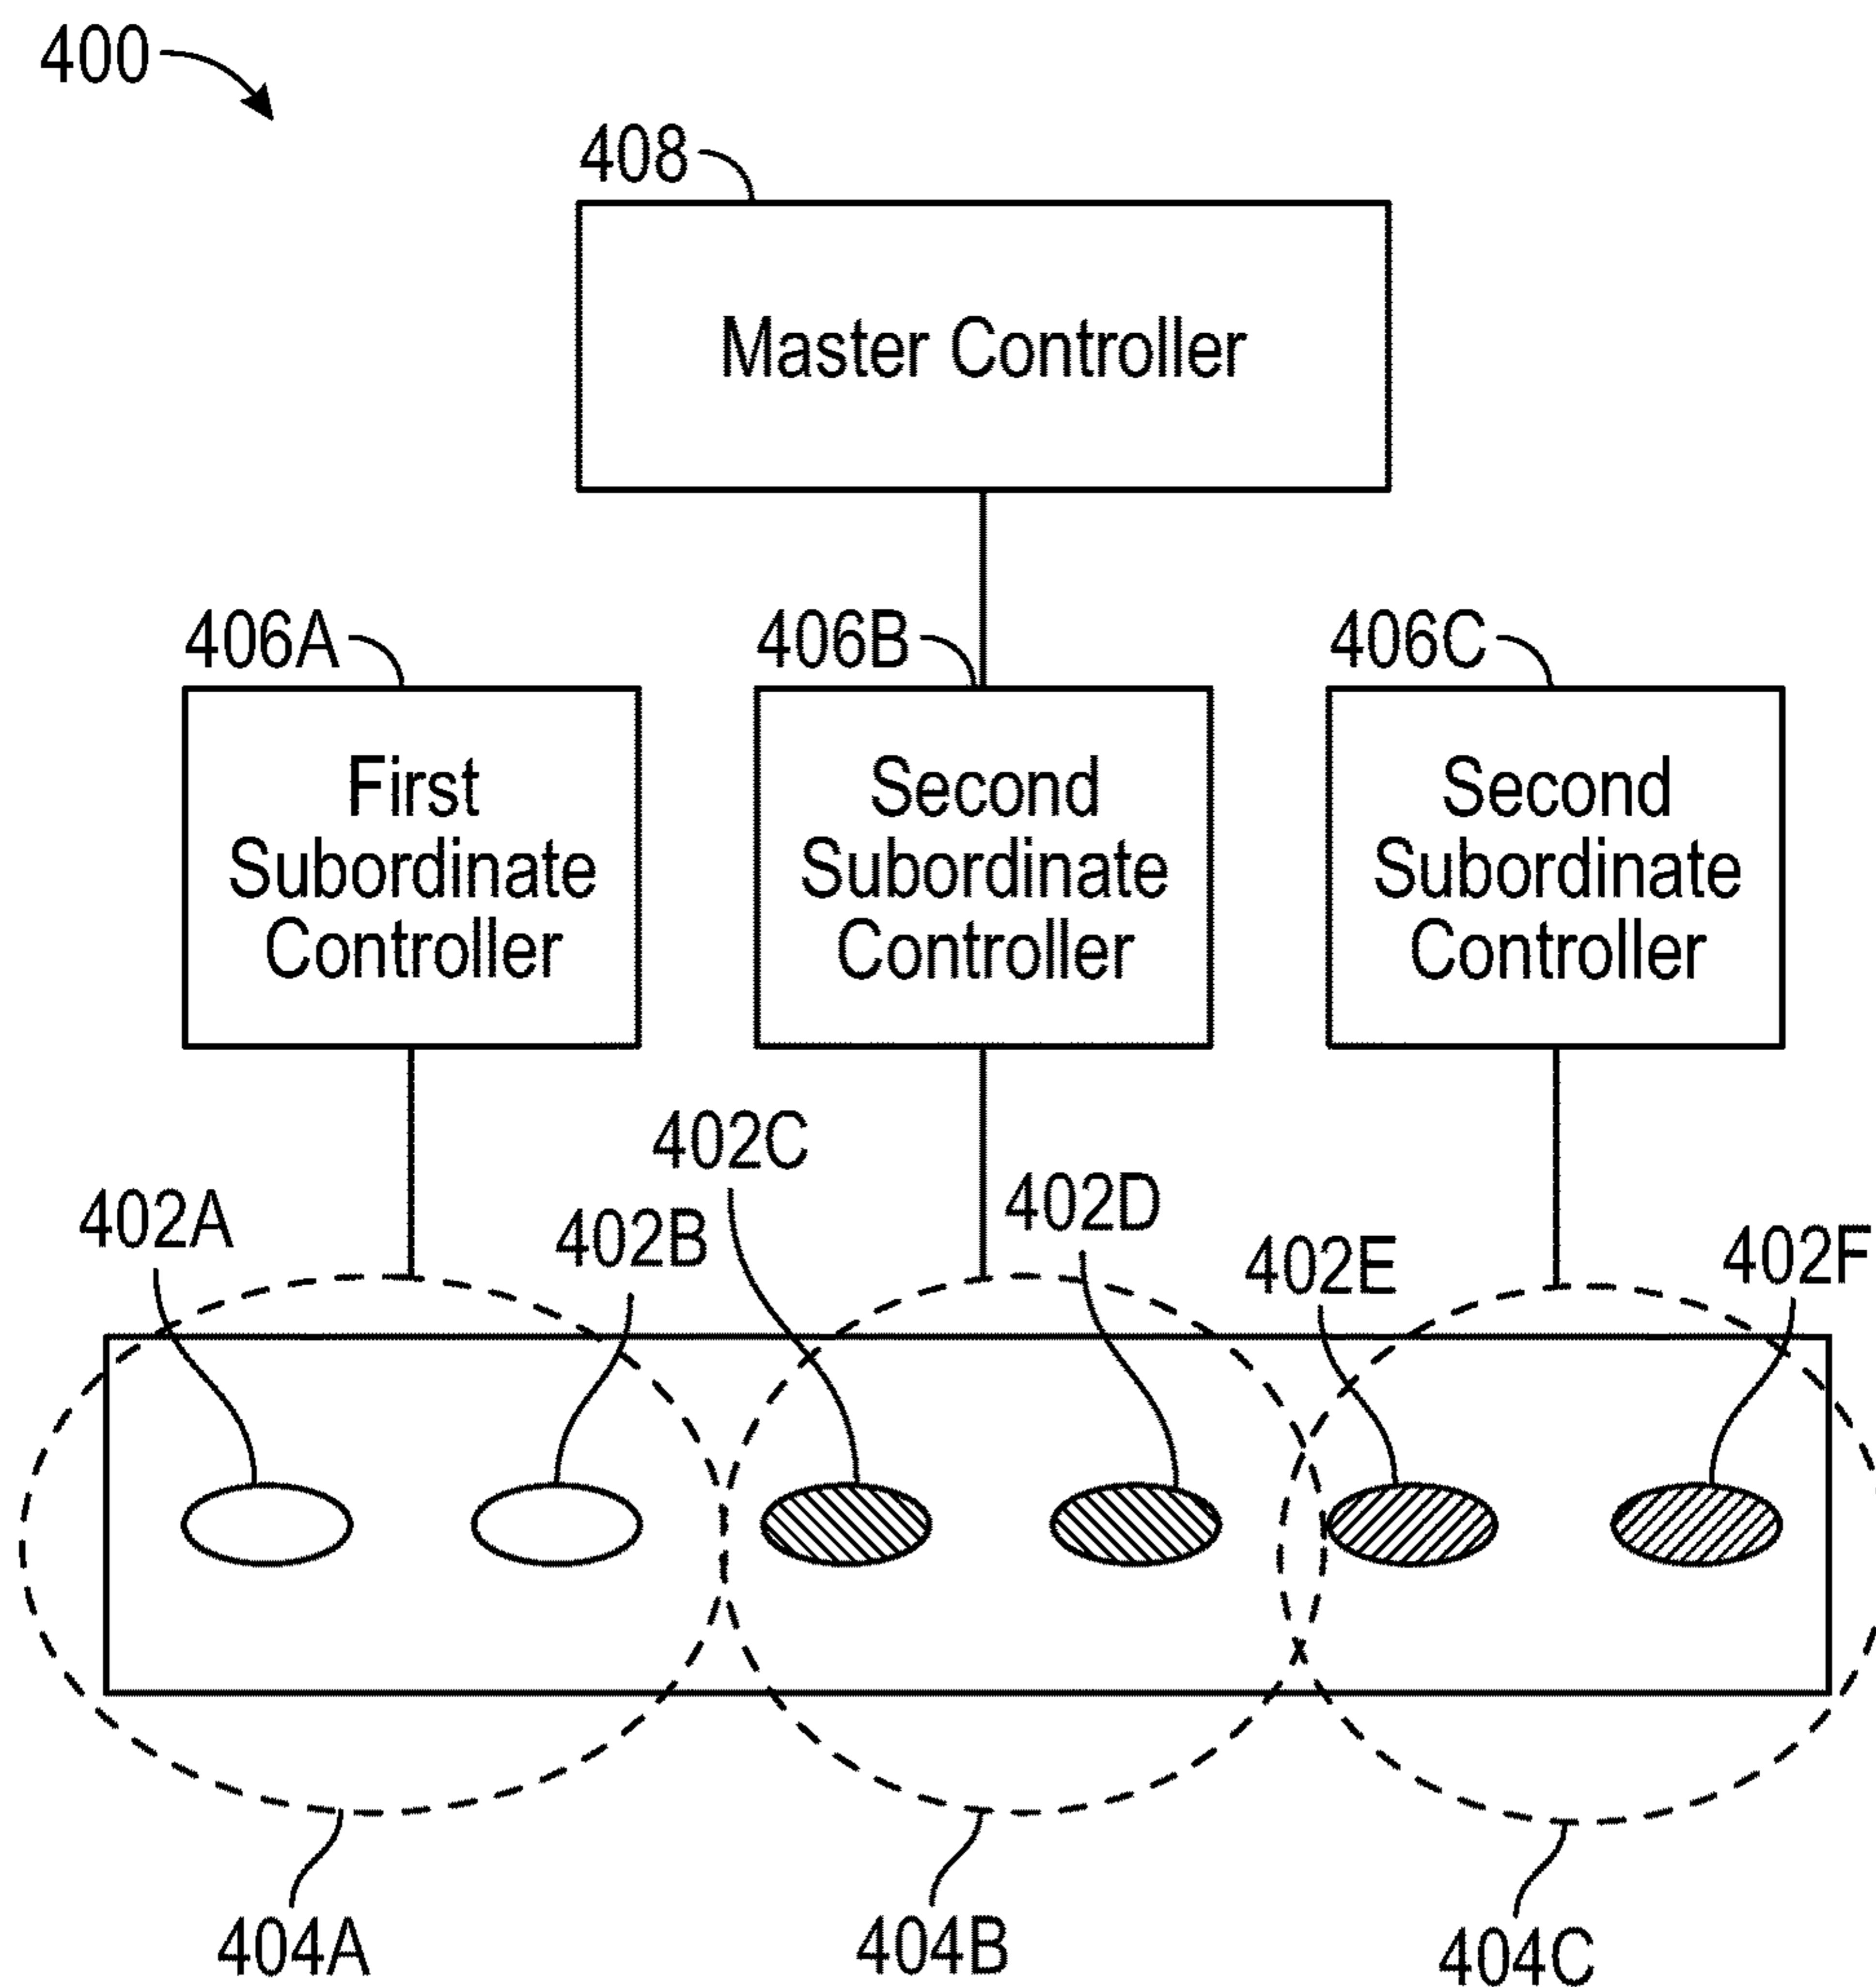 400
408
Master Controller
406A
406B
406C
First
Subordinate
Controller
Second
Subordinate
Controller
Second
Subordinate
Controller
402C
402D
402A
402B
402E
402F
404A
404B
404C